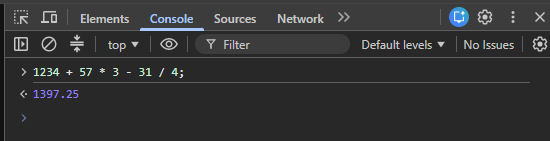 Elements Console Sources Network
top Filter Default levels No Issues
1234 + 57 * 3 - 31 / 4;
1397.25